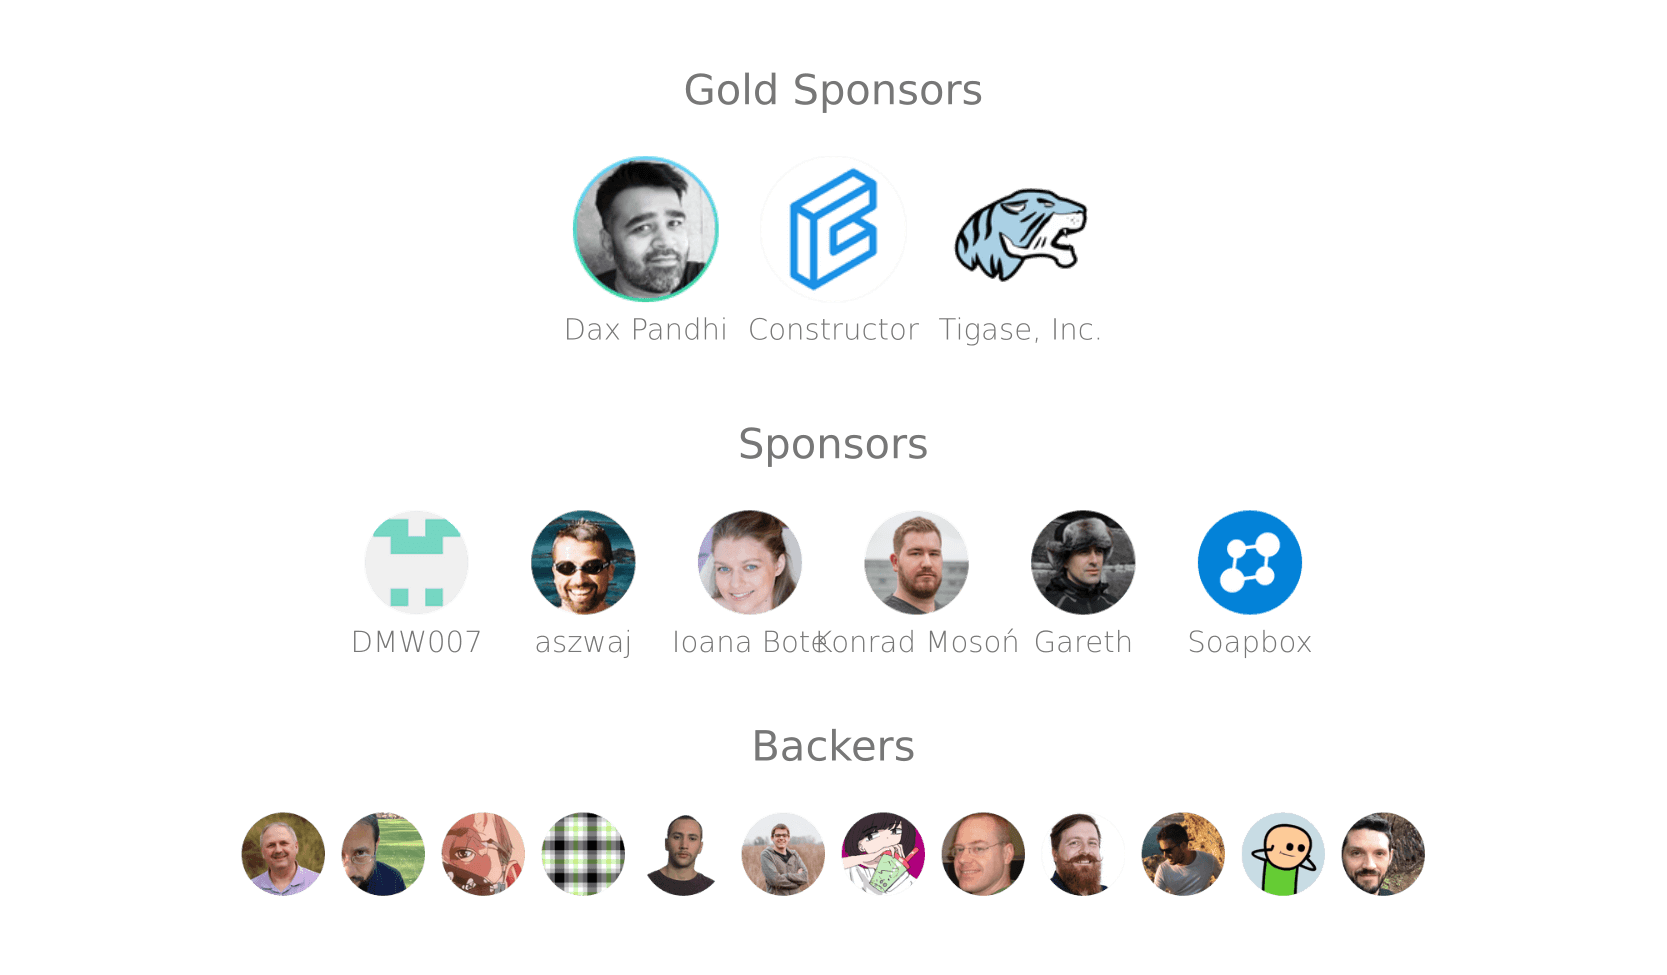 Gold Sponsors
Dax Pandhi Constructor Tigase, Inc.
Sponsors
DMW007 aszwaj Ioana Bote Konrad Mosoń Gareth Soapbox
Backers